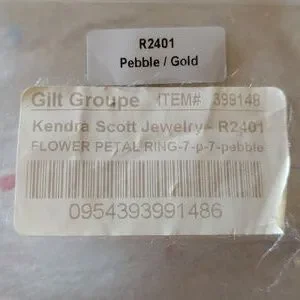 R2401
Pebble / Gold
Gilt Groupe ITEM# 399148
Kendra Scott Jewelry - R2401
FLOWER PETAL RING-7-p-7-pebble
0954393991486